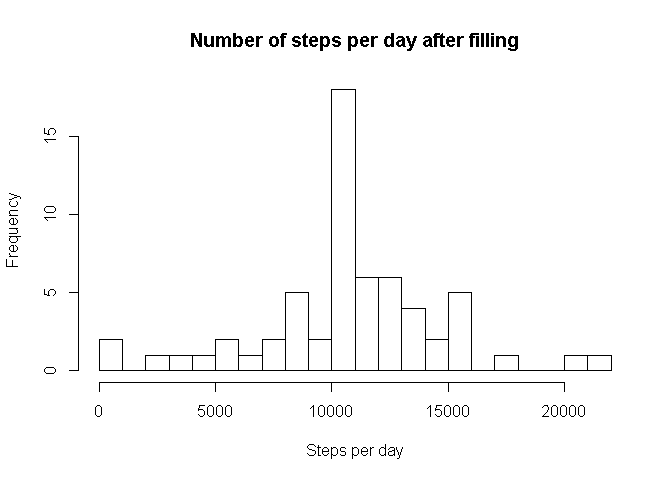 Number of steps per day after filling
Frequency
15
10
5
0
0 5000 10000 15000 20000
Steps per day